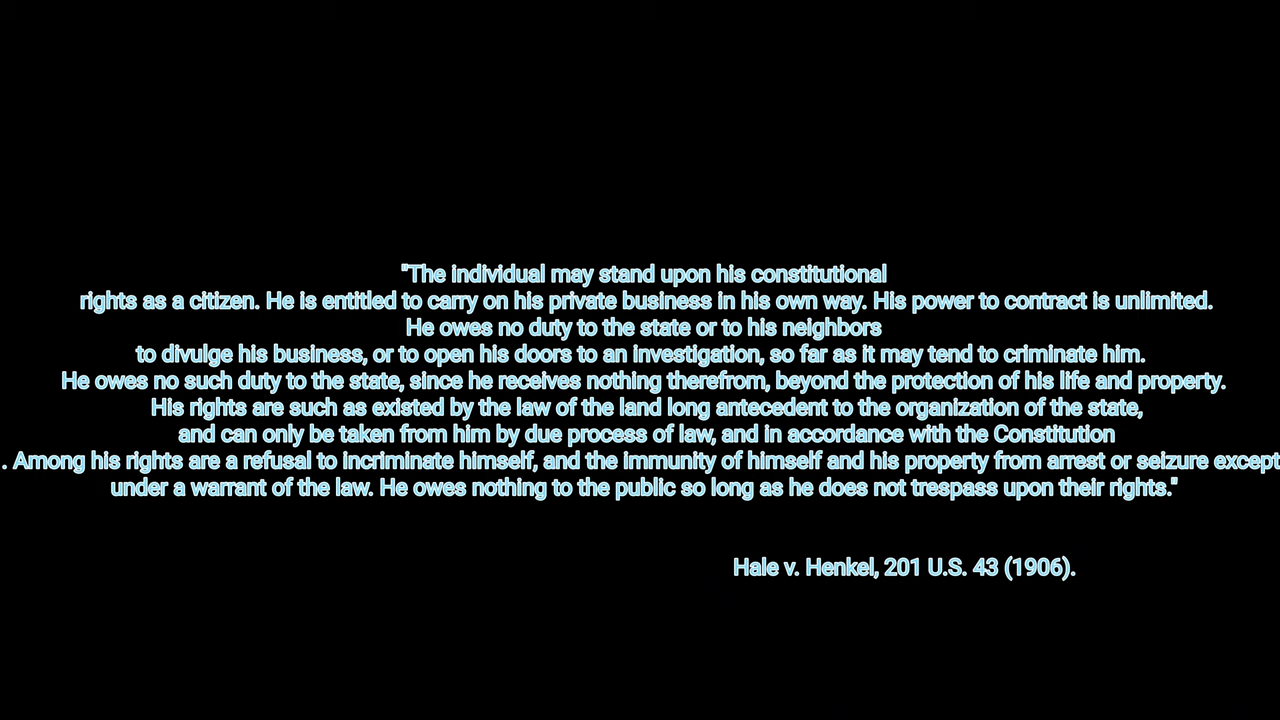 "The individual may stand upon his constitutional
rights as a citizen. He is entitled to carry on his private business in his own way. His power to contract is unlimited.
He owes no duty to the state or to his neighbors
to divulge his business, or to open his doors to an investigation, so far as it may tend to criminate him.
He owes no such duty to the state, since he receives nothing therefrom, beyond the protection of his life and property.
His rights are such as existed by the law of the land long antecedent to the organization of the state,
and can only be taken from him by due process of law, and in accordance with the Constitution
. Among his rights are a refusal to incriminate himself, and the immunity of himself and his property from arrest or seizure except
under a warrant of the law. He owes nothing to the public so long as he does not trespass upon their rights."
Hale v. Henkel, 201 U.S. 43 (1906).